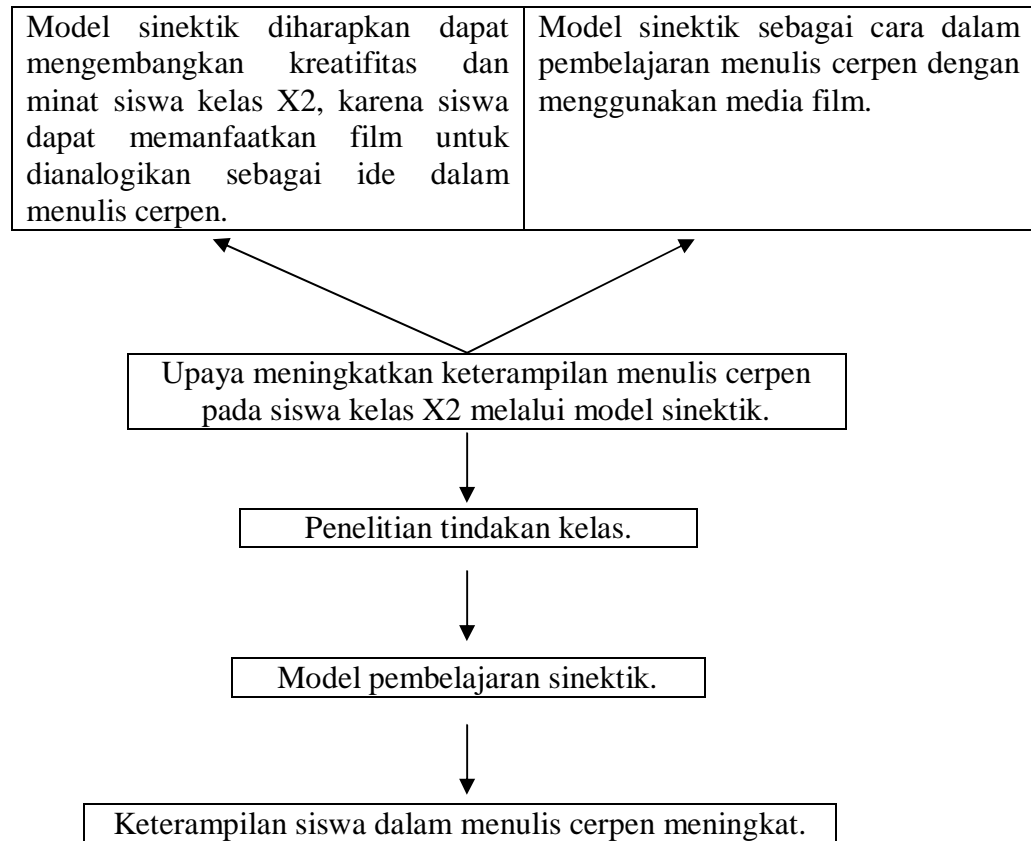 Model sinektik diharapkan dapat
mengembangkan kreatifitas dan
minat siswa kelas X2, karena siswa
dapat memanfaatkan film untuk
dianalogikan sebagai ide dalam
menulis cerpen.
Model sinektik sebagai cara dalam
pembelajaran menulis cerpen dengan
menggunakan media film.
Upaya meningkatkan keterampilan menulis cerpen
pada siswa kelas X2 melalui model sinektik.
Penelitian tindakan kelas.
Model pembelajaran sinektik.
Keterampilan siswa dalam menulis cerpen meningkat.